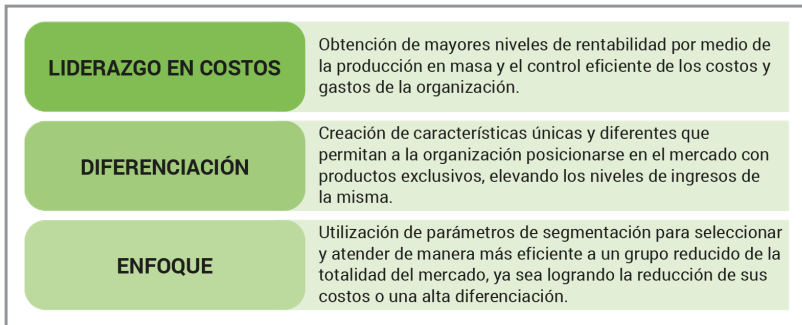 LIDERAZGO EN COSTOS
Obtención de mayores niveles de rentabilidad por medio de
la producción en masa y el control eficiente de los costos y
gastos de la organización.
DIFERENCIACIÓN
Creación de características únicas y diferentes que
permitan a la organización posicionarse en el mercado con
productos exclusivos, elevando los niveles de ingresos de
la misma.
ENFOQUE
Utilización de parámetros de segmentación para seleccionar
y atender de manera más eficiente a un grupo reducido de la
totalidad del mercado, ya sea logrando la reducción de sus
costos o una alta diferenciación.